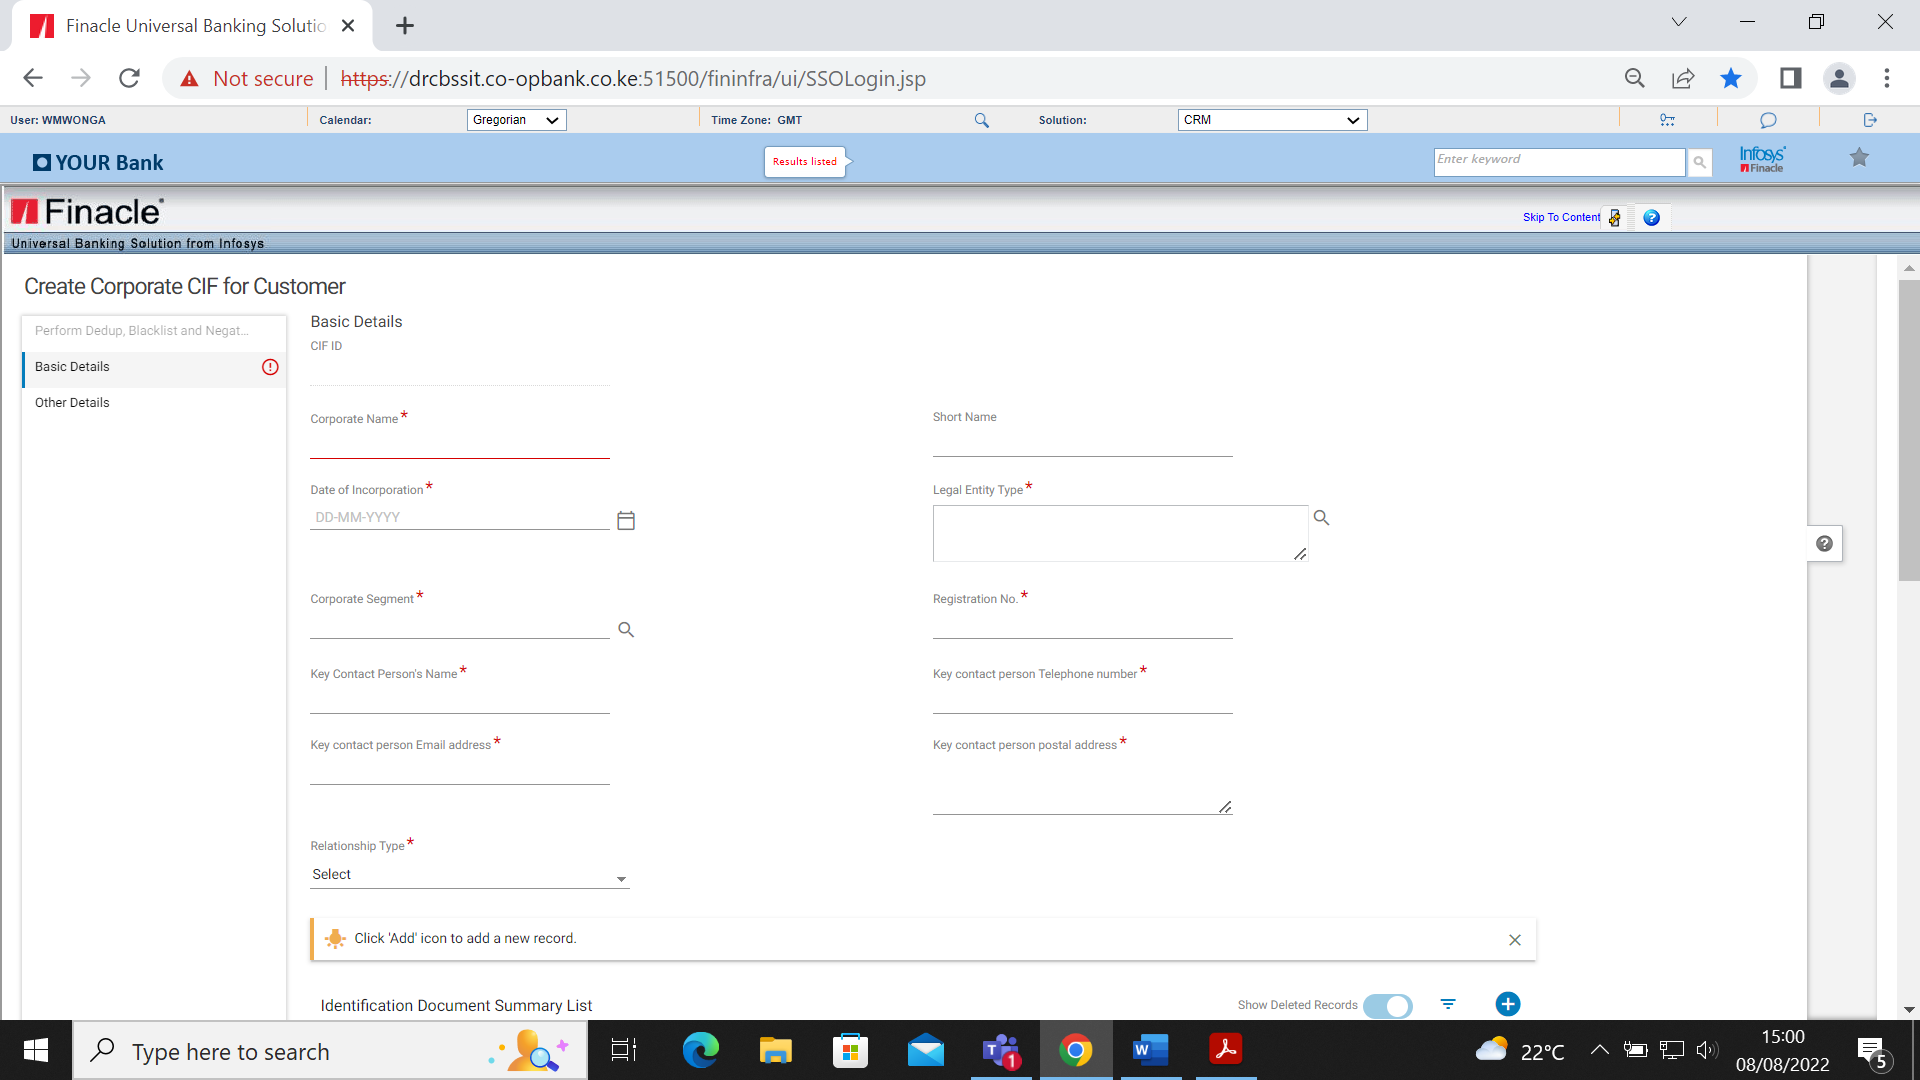 Finacle Universal Banking Solutio
Not secure
https://drcbssit.co-opbank.co.ke:51500/fininfra/ui/SSOLogin.jsp
User: WMWONGA
Calendar:
Gregorian
Time Zone: GMT
Solution:
CRM
YOUR Bank
Results listed
Enter keyword
Infosys
Finacle
Finacle
Skip To Content
Universal Banking Solution from Infosys
Create Corporate CIF for Customer
Perform Dedup, Blacklist and Negat...
Basic Details
Other Details
Basic Details
CIF ID
Corporate Name*
Short Name
Date of Incorporation*
DD-MM-YYYY
Legal Entity Type*
Corporate Segment*
Registration No.*
Key Contact Person's Name*
Key contact person Telephone number*
Key contact person Email address*
Key contact person postal address*
Relationship Type*
Select
Click 'Add' icon to add a new record.
Identification Document Summary List
Show Deleted Records
Type here to search
1
22°C
15:00
08/08/2022
5